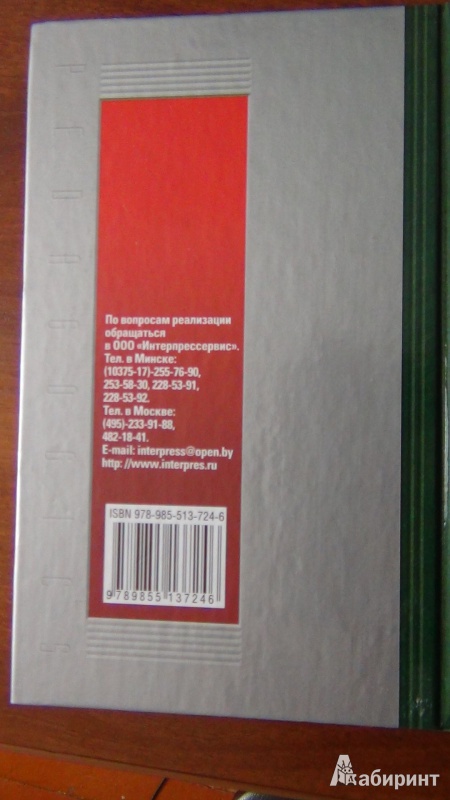 По вопросам реализации
обращаться
в ООО «Интерпрессервис».
Тел. в Минске:
(10375-17)-255-76-90,
253-58-30, 228-53-91,
228-53-92.
Тел. в Москве:
(495)-233-91-88,
482-18-41.
E-mail: interpress@open.by
http://www.interpres.ru
ISBN 978-985-513-724-6
9789855 137246
Лабиринт